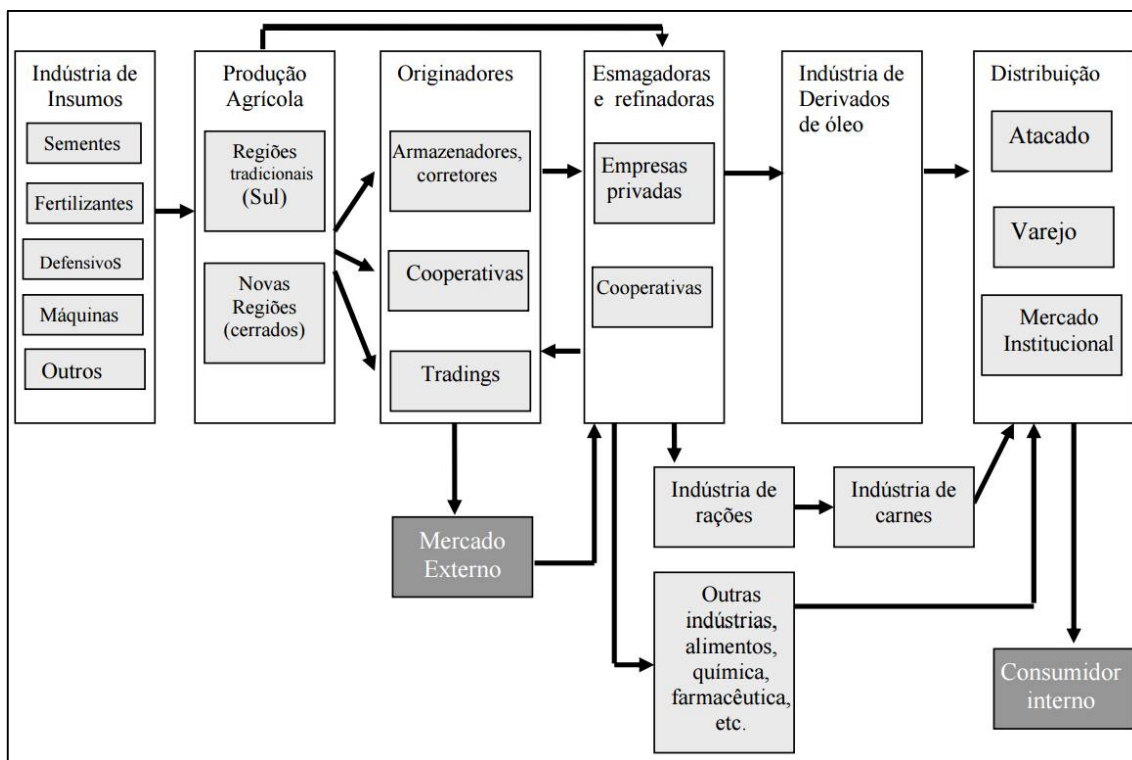 Indústria de
Insumos
Sementes
Fertilizantes
Defensivos
Máquinas
Outros
Produção
Agrícola
Regiões
tradicionais
(Sul)
Novas
Regiões
(cerrados)
Originadores
Armazenadores,
corretores
Cooperativas
Tradings
Esmagadoras
e refinadoras
Empresas
privadas
Cooperativas
Indústria de
Derivados
de óleo
Distribuição
Atacado
Varejo
Mercado
Institucional
Mercado
Externo
Indústria de
rações
Indústria de
carnes
Outras
indústrias,
alimentos,
química,
farmacêutica,
etc.
Consumidor
interno